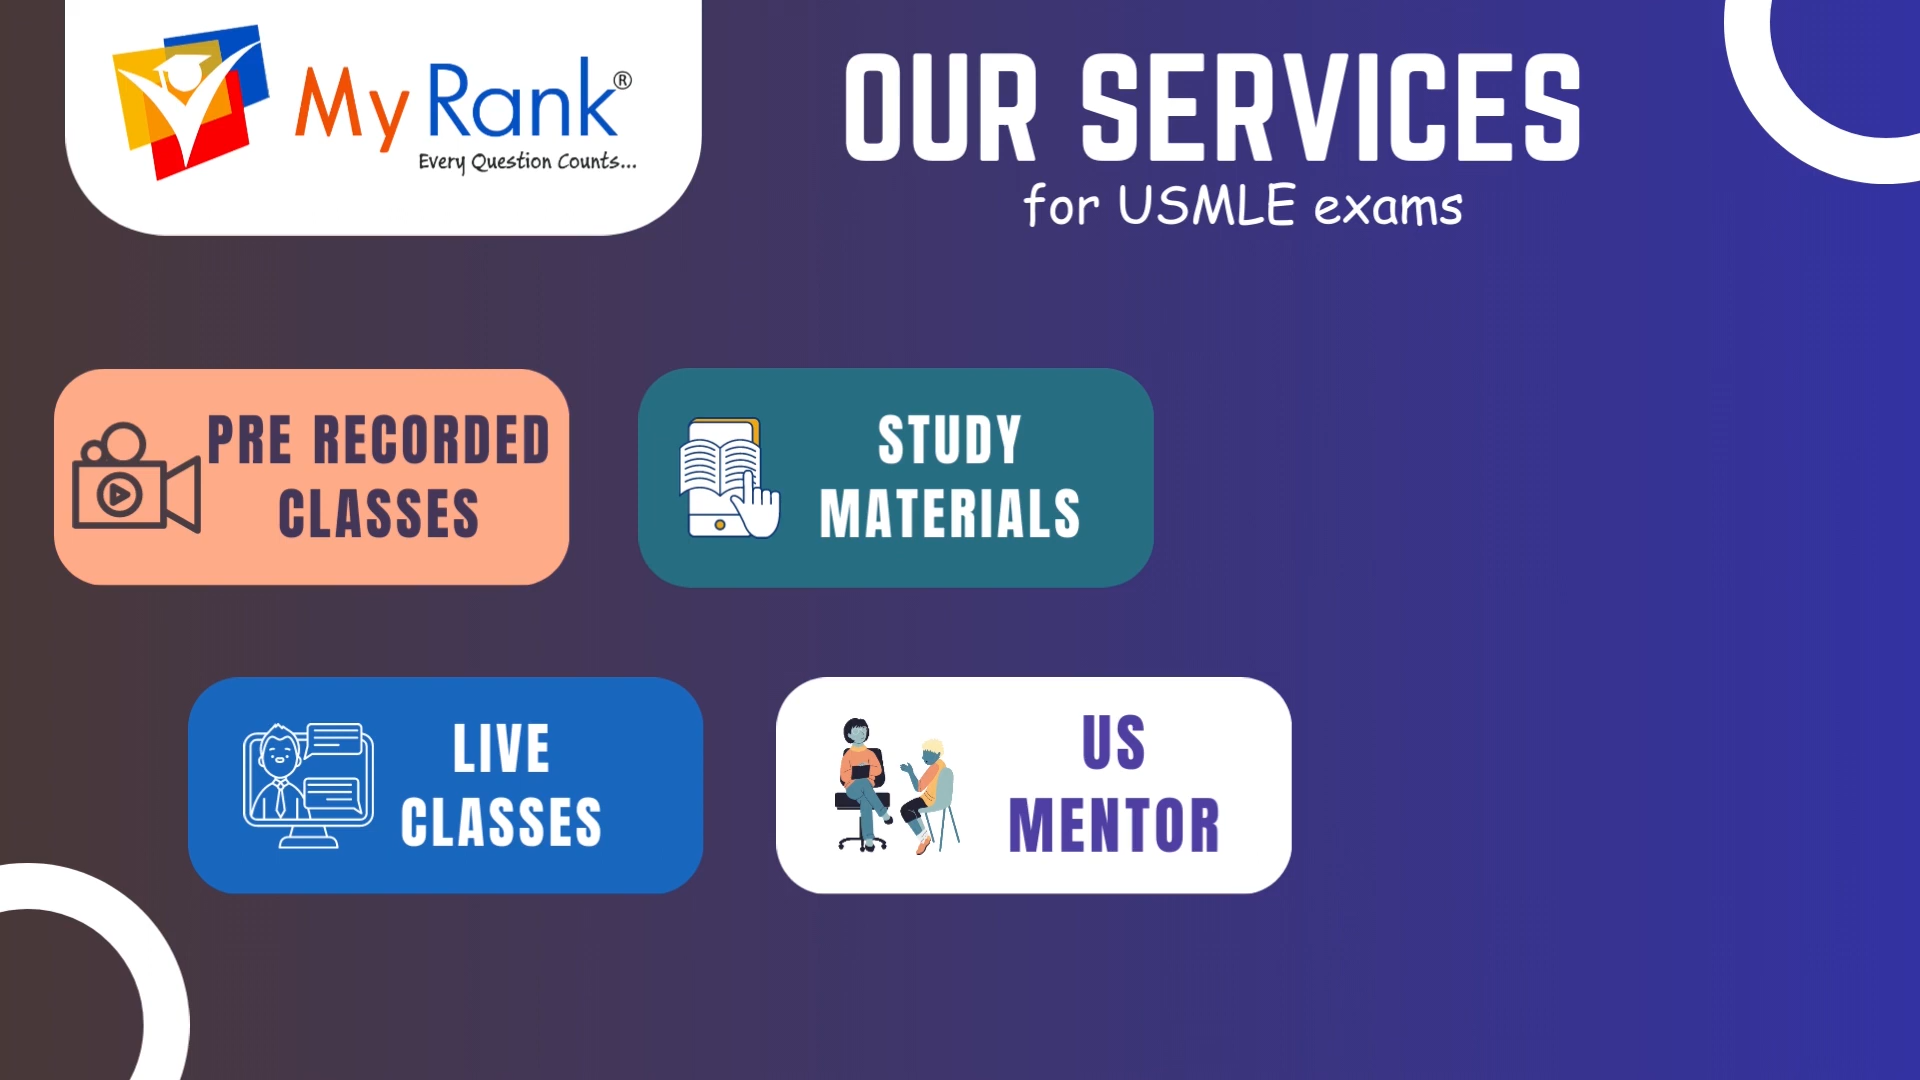 My Rank®
Every Question Counts...
OUR SERVICES
for USMLE exams
PRE RECORDED
CLASSES
STUDY
MATERIALS
LIVE
CLASSES
US
MENTOR